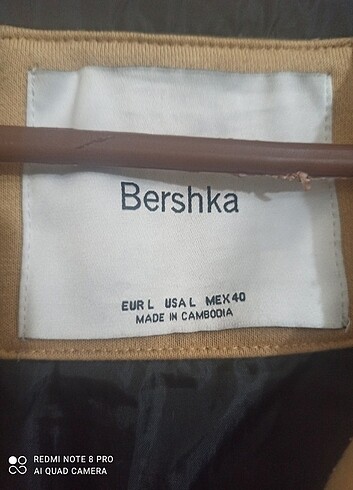 Bershka
EUR L USA L MEX 40
MADE IN CAMBODIA
REDMI NOTE 8 PRO
AI QUAD CAMERA